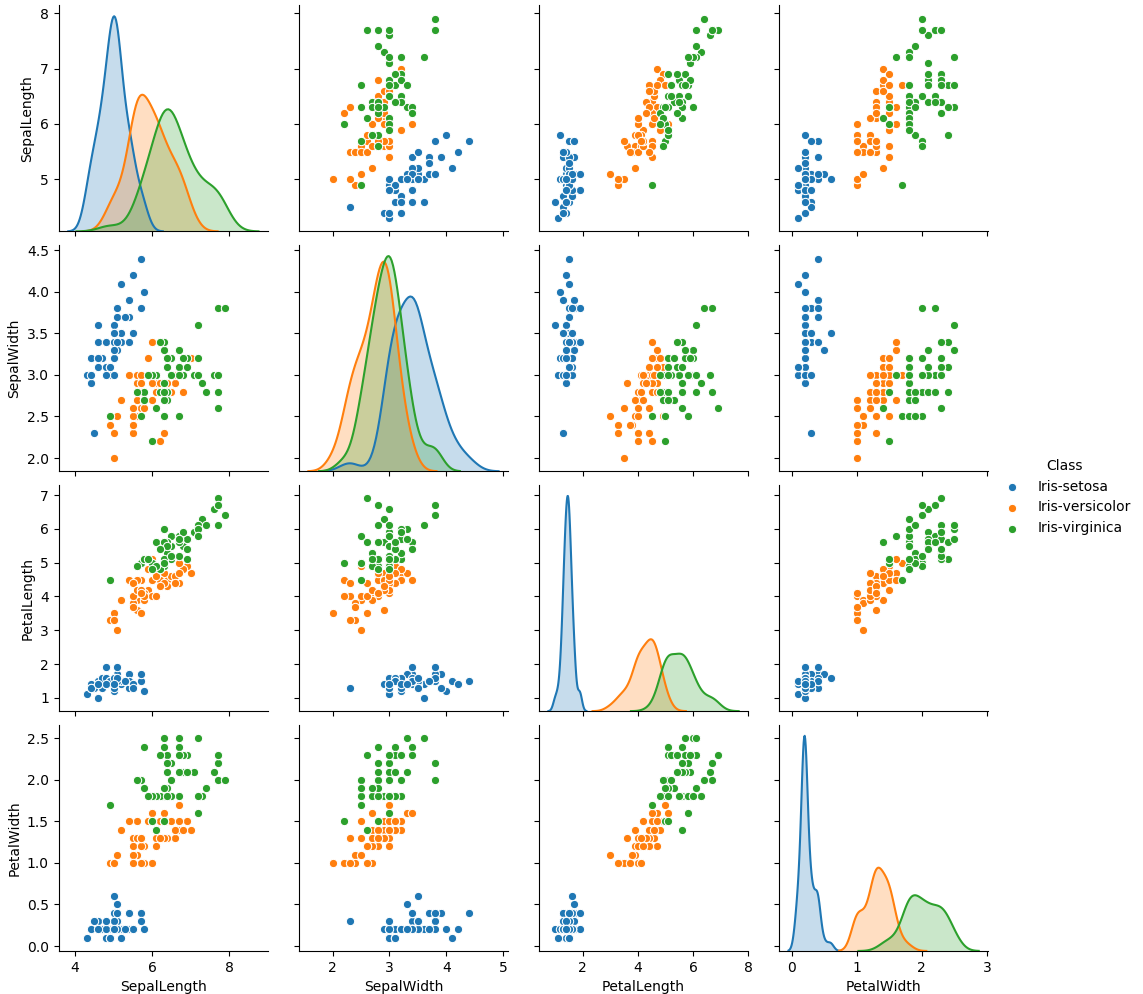 8
7
6
5
SepalLength
4.5
4.0
3.5
3.0
2.5
2.0
SepalWidth
Class
Iris-setosa
Iris-versicolor
Iris-virginica
7
6
5
4
3
2
1
PetalLength
2.5
2.0
1.5
1.0
0.5
0.0
PetalWidth
4 6 8
2 3 4 5
2 4 6 8
0 1 2 3
SepalLength SepalWidth PetalLength PetalWidth